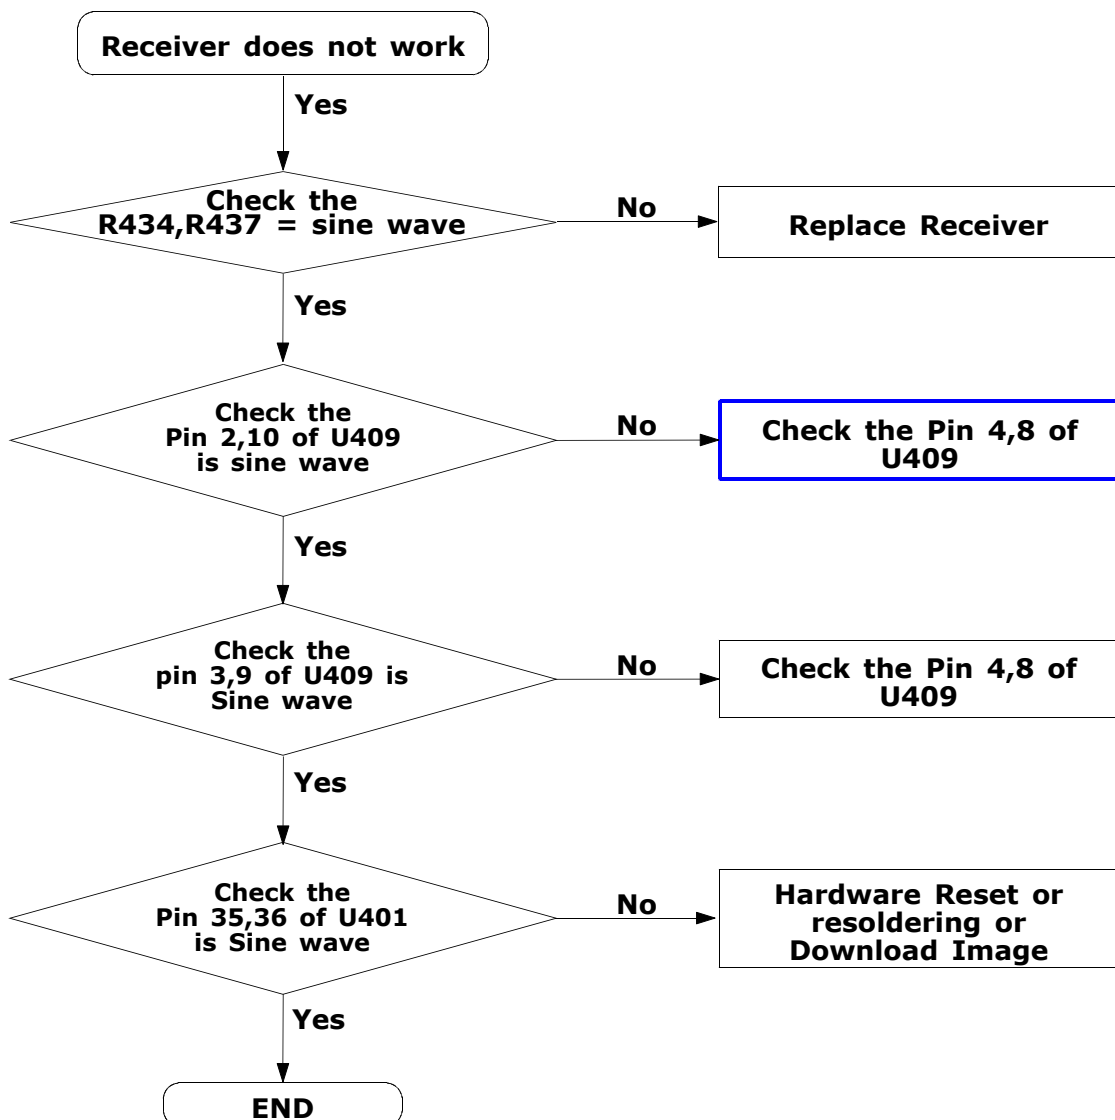 Receiver does not work
Yes
Check the
R434,R437 = sine wave
No
Replace Receiver
Yes
Check the
Pin 2,10 of U409
is sine wave
No
Check the Pin 4,8 of
U409
Yes
Check the
pin 3,9 of U409 is
Sine wave
No
Check the Pin 4,8 of
U409
Yes
Check the
Pin 35,36 of U401
is Sine wave
No
Hardware Reset or
resoldering or
Download Image
Yes
END